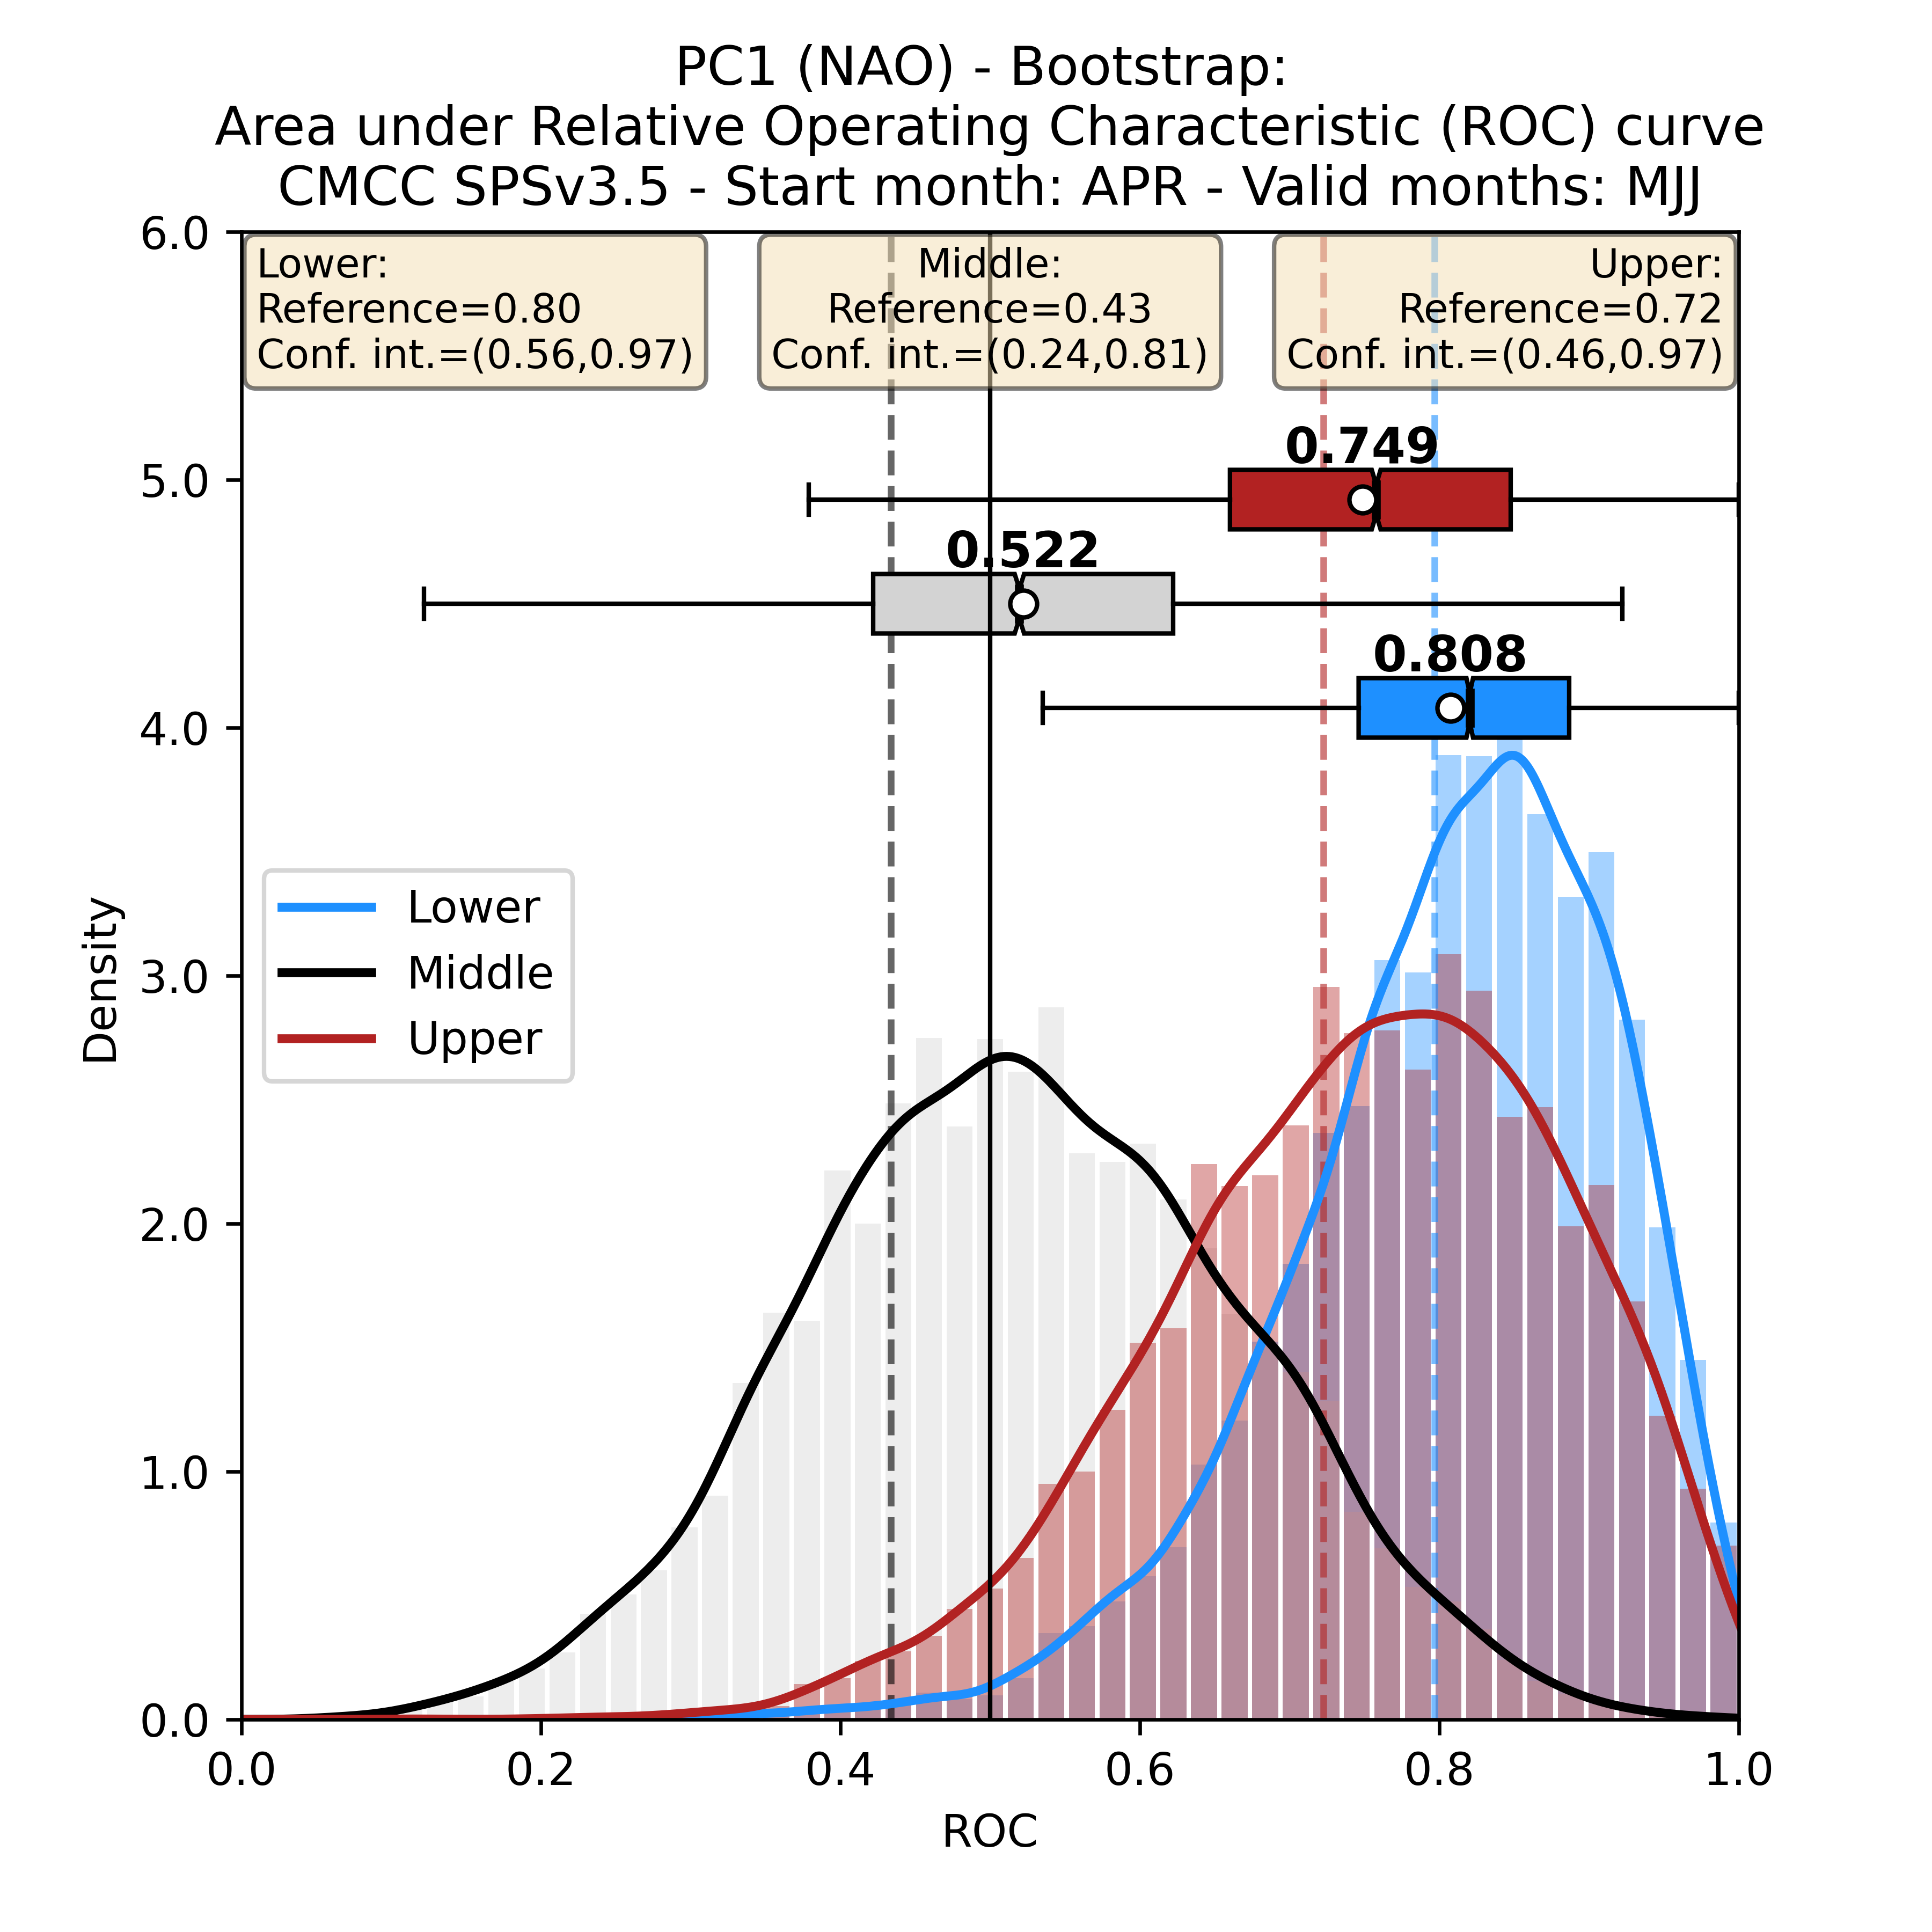 PC1 (NAO) - Bootstrap:
Area under Relative Operating Characteristic (ROC) curve
CMCC SPSv3.5 - Start month: APR - Valid months: MJJ
Lower:
Reference=0.80
Conf. int.=(0.56,0.97)
Middle:
Reference=0.43
Conf. int.=(0.24,0.81)
Upper:
Reference=0.72
Conf. int.=(0.46,0.97)
0.749
0.522
0.808
Lower
Middle
Upper
Density
6.0
5.0
4.0
3.0
2.0
1.0
0.0
0.0
0.2
0.4
0.6
0.8
1.0
ROC